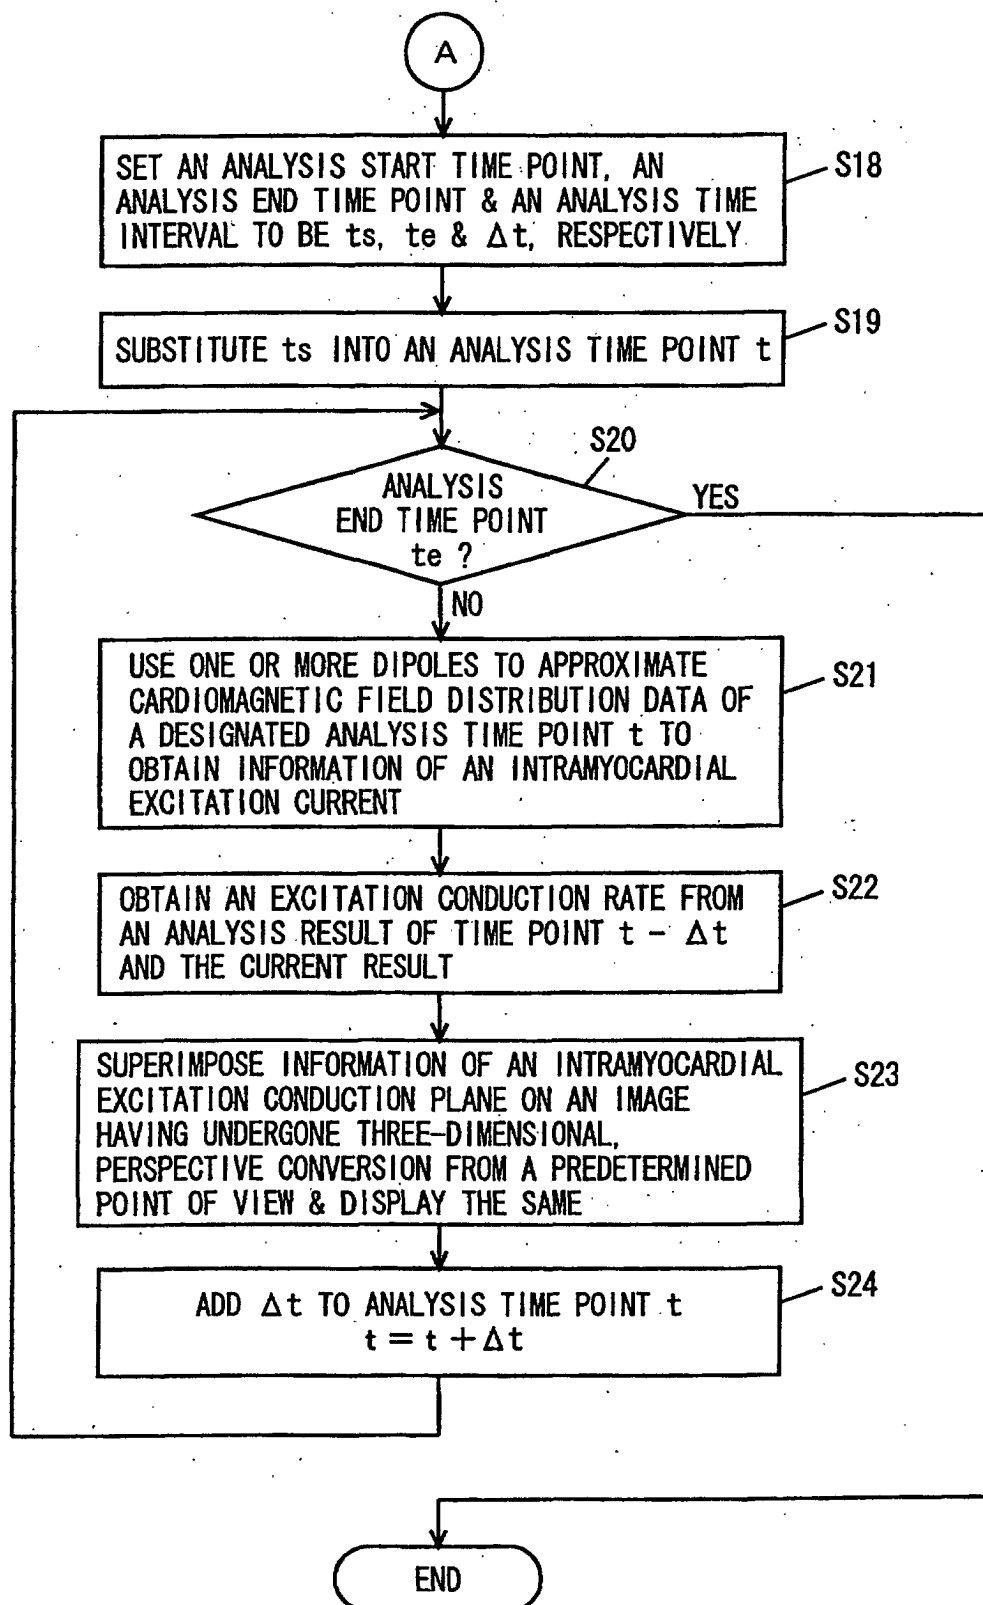 A
SET AN ANALYSIS START TIME POINT, AN
ANALYSIS END TIME POINT & AN ANALYSIS TIME
INTERVAL TO BE ts, te & Δt, RESPECTIVELY
S18
SUBSTITUTE ts INTO AN ANALYSIS TIME POINT t
S19
S20
ANALYSIS
END TIME POINT
te ?
YES
NO
USE ONE OR MORE DIPOLES TO APPROXIMATE
CARDIOMAGNETIC FIELD DISTRIBUTION DATA OF
A DESIGNATED ANALYSIS TIME POINT t TO
OBTAIN INFORMATION OF AN INTRAMYOCARDIAL
EXCITATION CURRENT
S21
OBTAIN AN EXCITATION CONDUCTION RATE FROM
AN ANALYSIS RESULT OF TIME POINT t - Δt
AND THE CURRENT RESULT
S22
SUPERIMPOSE INFORMATION OF AN INTRAMYOCARDIAL
EXCITATION CONDUCTION PLANE ON AN IMAGE
HAVING UNDERGONE THREE-DIMENSIONAL,
PERSPECTIVE CONVERSION FROM A PREDETERMINED
POINT OF VIEW & DISPLAY THE SAME
S23
ADD Δt TO ANALYSIS TIME POINT t
t = t + Δt
S24
END